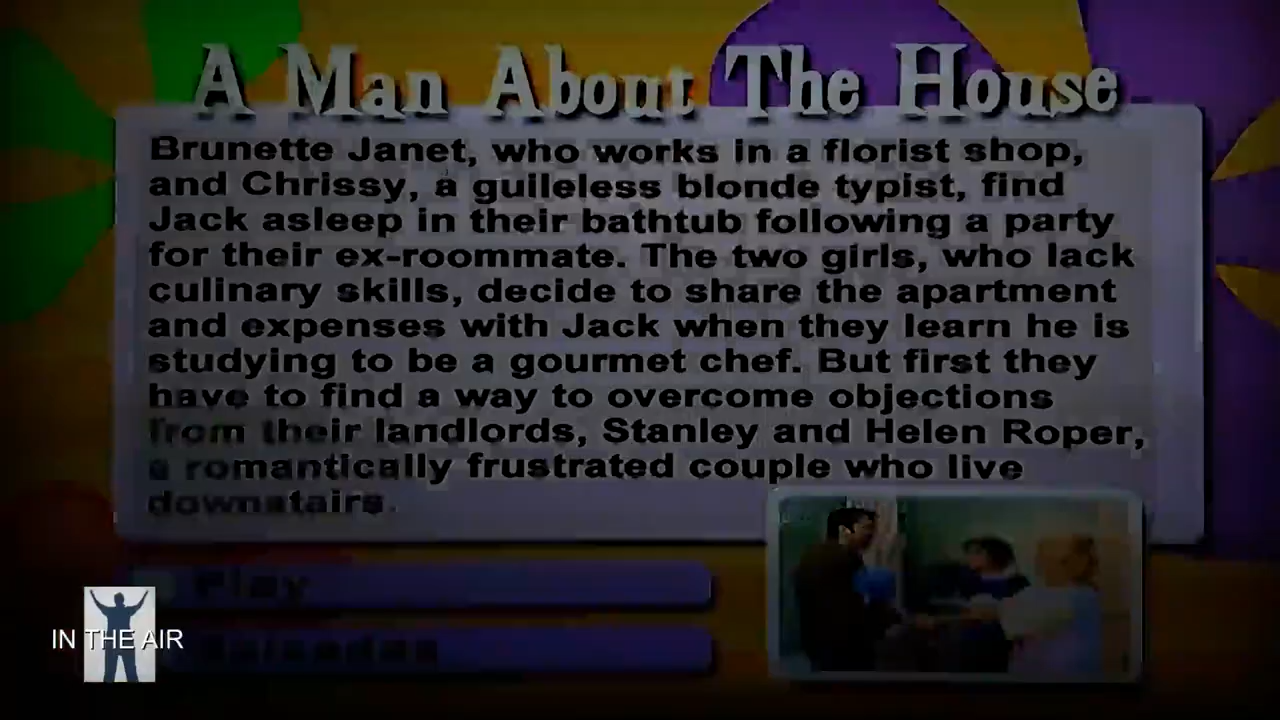 A Man About The House
Brunette Janet, who works in a florist shop,
and Chrissy, a guileless blonde typist, find
Jack asleep in their bathtub following a party
for their ex-roommate. The two girls, who lack
culinary skills, decide to share the apartment
and expenses with Jack when they learn he is
studying to be a gourmet chef. But first they
have to find a way to overcome objections
from their landlords, Stanley and Helen Roper,
a romantically frustrated couple who live
downstairs.
Play
Episodes
IN THE AIR